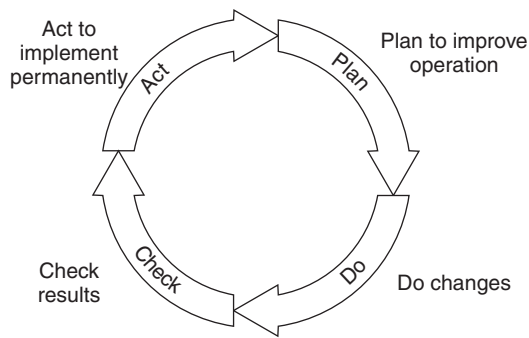 Act to
implement
permanently
Act
Plan
Plan to improve
operation
Check
results
Check
Do
Do changes